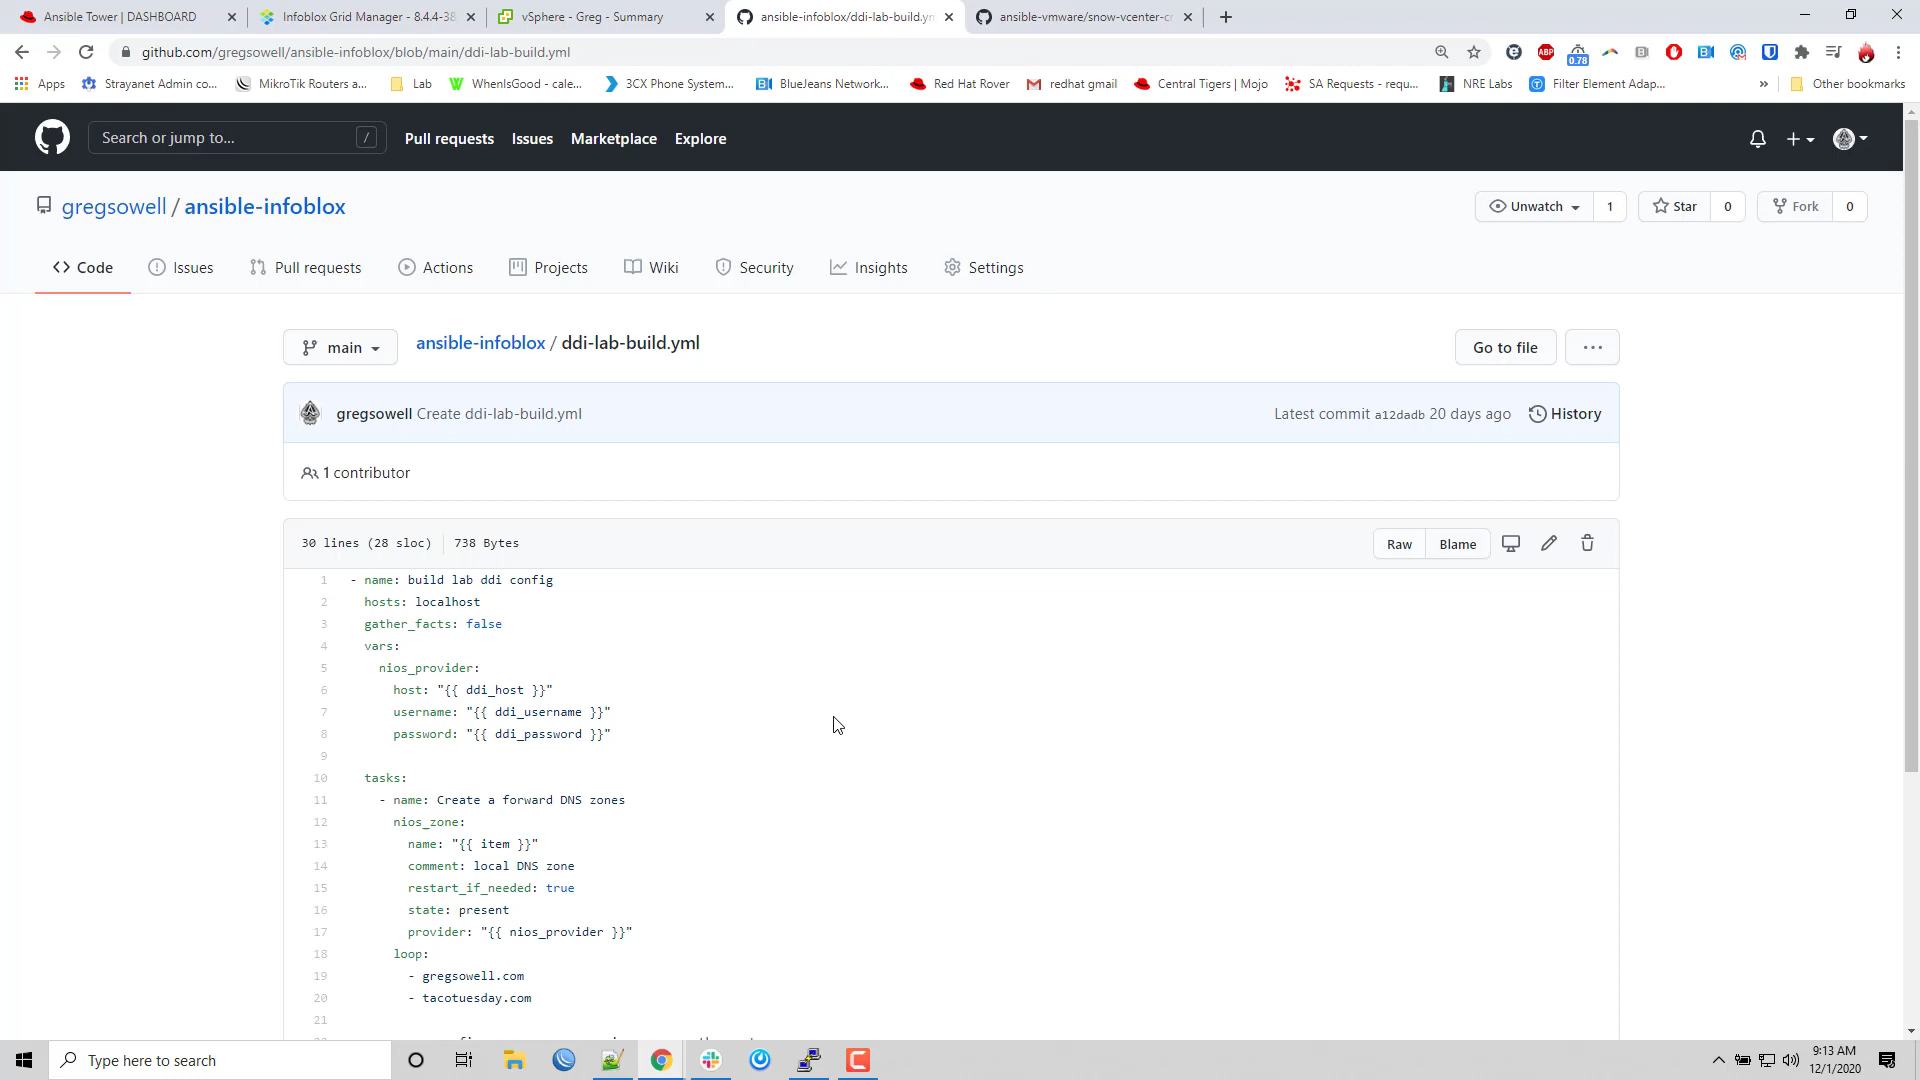 Ansible Tower | DASHBOARD
Infoblox Grid Manager - 8.4.4-38
vSphere - Greg - Summary
ansible-infoblox/ddi-lab-build.yn
ansible-vmware/snow-vcenter-cr
github.com/gregsowell/ansible-infoblox/blob/main/ddi-lab-build.yml
ABP
0.78
Apps
Strayanet Admin co...
MikroTik Routers a...
Lab
WhenIsGood - cale...
3CX Phone System...
BlueJeans Network...
Red Hat Rover
redhat gmail
Central Tigers | Mojo
SA Requests - requ...
NRE Labs
Filter Element Adap...
»
Other bookmarks
Search or jump to...
/
Pull requests
Issues
Marketplace
Explore
gregsowell / ansible-infoblox
Unwatch
1
Star
0
Fork
0
Code
Issues
Pull requests
Actions
Projects
Wiki
Security
Insights
Settings
main
ansible-infoblox / ddi-lab-build.yml
Go to file
...
gregsowell Create ddi-lab-build.yml
Latest commit a12dadb 20 days ago
History
1 contributor
30 lines (28 sloc)
738 Bytes
Raw
Blame
1 - name: build lab ddi config
2 hosts: localhost
3 gather_facts: false
4 vars:
5 nios_provider:
6 host: "{{ ddi_host }}"
7 username: "{{ ddi_username }}"
8 password: "{{ ddi_password }}"
9
10 tasks:
11 - name: Create a forward DNS zones
12 nios_zone:
13 name: "{{ item }}"
14 comment: local DNS zone
15 restart_if_needed: true
16 state: present
17 provider: "{{ nios_provider }}"
18 loop:
19 - gregsowell.com
20 - tacotuesday.com
21
Type here to search
9:13 AM
12/1/2020